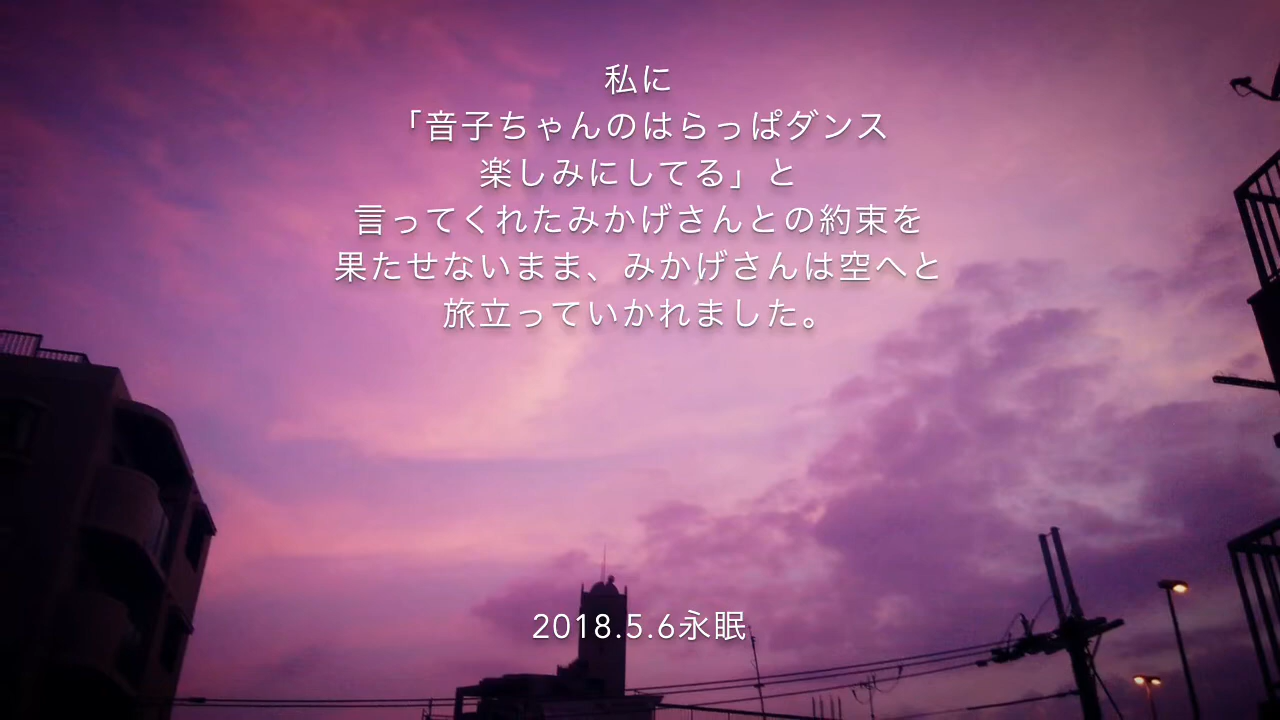 私に
「音子ちゃんのはらっぱダンス
楽しみにしてる」と
言ってくれたみかげさんとの約束を
果たせないまま、みかげさんは空へと
旅立っていかれました。
2018.5.6永眠